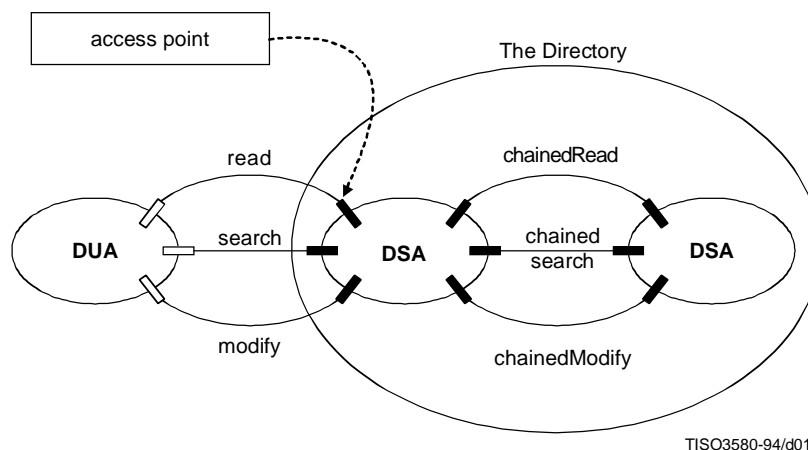 access point
The Directory
read
chainedRead
DUA
search
DSA
chained
search
DSA
modify
chainedModify
TISO3580-94/d01